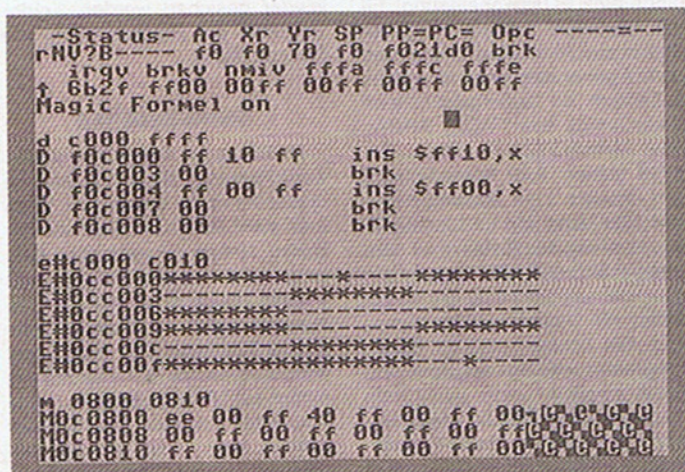 -Status- Ac Xr Yr SP PP=PC= Opc ----=--
rNV?B---- f0 f0 70 f0 f021d0 brk
irqv brkv nmiv fffa fffc fffe
↑ 6b2f ff00 00ff 00ff 00ff 00ff
Magic Formel on
d c000 ffff
D f0c000 ff 10 ff ins $ff10,x
D f0c003 00 brk
D f0c004 ff 00 ff ins $ff00,x
D f0c007 00 brk
D f0c008 00 brk
e#c000 c010
E#0cc000********---*----********
E#0cc003--------********--------
E#0cc006********----------------
E#0cc009********--------********
E#0cc00c--------********--------
E#0cc00f****************---*----
m 0800 0810
M0c0800 ee 00 ff 40 ff 00 ff 00
M0c0808 00 ff 00 ff 00 ff 00 ff
M0c0810 ff 00 ff 00 ff 00 ff 00